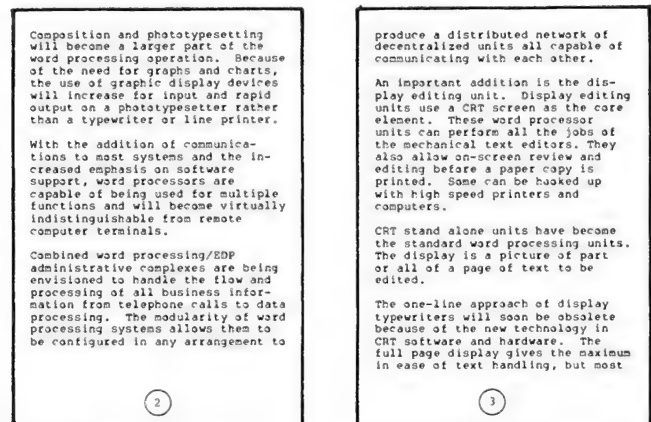 Composition and phototypesetting
will become a larger part of the
word processing operation.  Because
of the need for graphs and charts,
the use of graphic display devices
will increase for input and rapid
output on a phototypesetter rather
than a typewriter or line printer.

With the addition of communica-
tions to most systems and the in-
creased emphasis on software
support, word processors are
capable of being used for multiple
functions and will become virtually
indistinguishable from remote
computer terminals.

Combined word processing/EDP
administrative complexes are being
envisioned to handle the flow and
processing of all business infor-
mation from telephone calls to data
processing.  The modularity of word
processing systems allows them to
be configured in any arrangement to

2

produce a distributed network of
decentralized units all capable of
communicating with each other.

An important addition is the dis-
play editing unit.  Display editing
units use a CRT screen as the core
element.  These word processor
units can perform all the jobs of
the mechanical text editors. They
also allow on-screen review and
editing before a paper copy is
printed.  Some can be hooked up
with high speed printers and
computers.

CRT stand alone units have become
the standard word processing units.
The display is a picture of part
or all of a page of text to be
edited.

The one-line approach of display
typewriters will soon be obsolete
because of the new technology in
CRT software and hardware.  The
full page display gives the maximum
in ease of text handling, but most

3